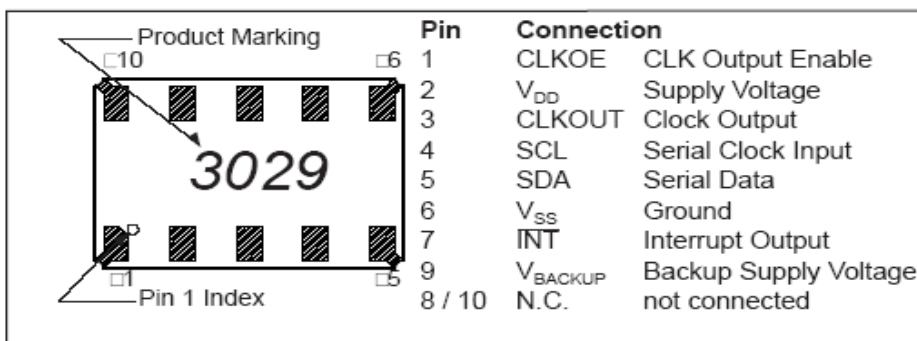 Product Marking
□10
□6
3029
□1
□5
Pin 1 Index
Pin Connection
1 CLKOE CLK Output Enable
2 VDD Supply Voltage
3 CLKOUT Clock Output
4 SCL Serial Clock Input
5 SDA Serial Data
6 VSS Ground
7 I̅N̅T̅ Interrupt Output
9 VBACKUP Backup Supply Voltage
8 / 10 N.C. not connected